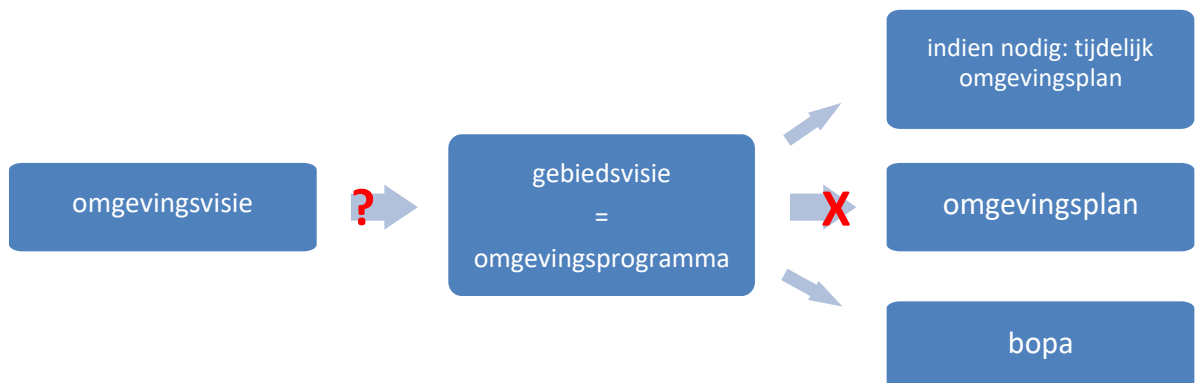 omgevingsvisie
?
gebiedsvisie
=
omgevingsprogramma
indien nodig: tijdelijk
omgevingsplan
X
omgevingsplan
bopa